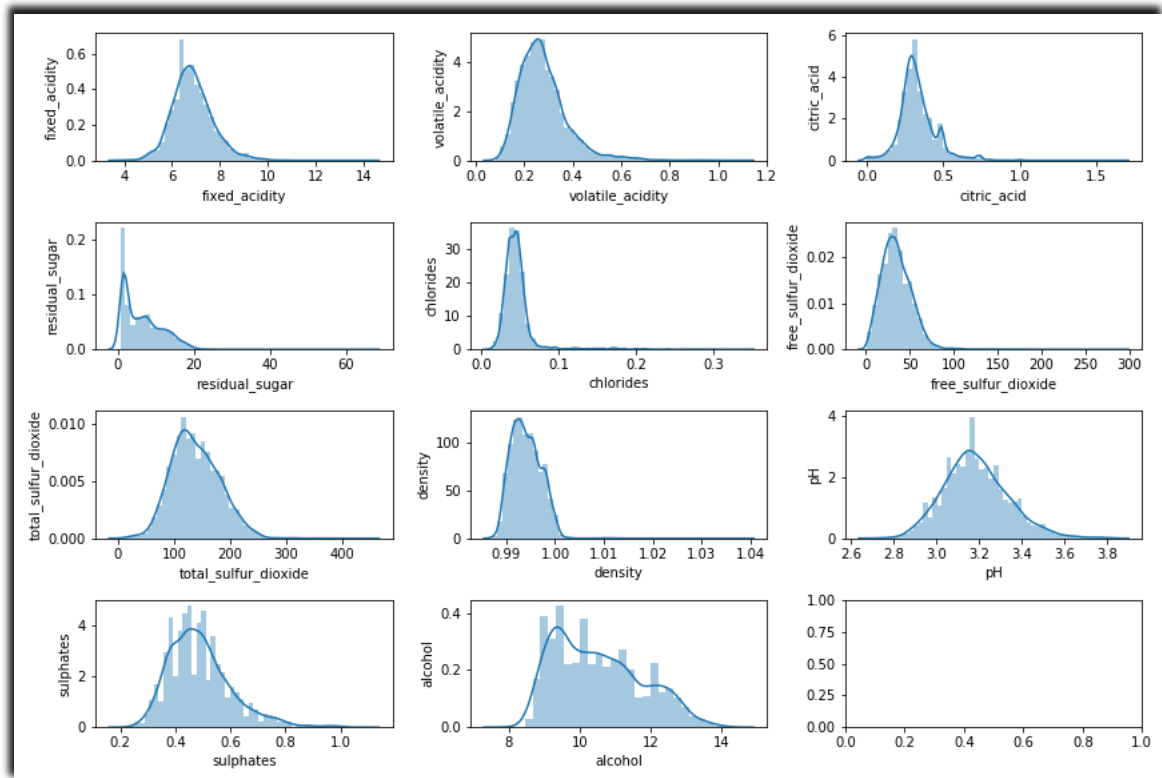 fixed_acidity
0.6
0.4
0.2
0.0
4 6 8 10 12 14
fixed_acidity
volatile_acidity
4
2
0
0.0 0.2 0.4 0.6 0.8 1.0 1.2
volatile_acidity
citric_acid
6
4
2
0
0.0 0.5 1.0 1.5
citric_acid
residual_sugar
0.2
0.1
0.0
0 20 40 60
residual_sugar
chlorides
30
20
10
0
0.0 0.1 0.2 0.3
chlorides
free_sulfur_dioxide
0.02
0.01
0.00
0 50 100 150 200 250 300
free_sulfur_dioxide
total_sulfur_dioxide
0.010
0.005
0.000
0 100 200 300 400
total_sulfur_dioxide
density
100
50
0
0.99 1.00 1.01 1.02 1.03 1.04
density
pH
4
2
0
2.6 2.8 3.0 3.2 3.4 3.6 3.8
pH
sulphates
4
2
0
0.2 0.4 0.6 0.8 1.0
sulphates
alcohol
0.4
0.2
0.0
8 10 12 14
alcohol
1.00
0.75
0.50
0.25
0.00
0.0 0.2 0.4 0.6 0.8 1.0